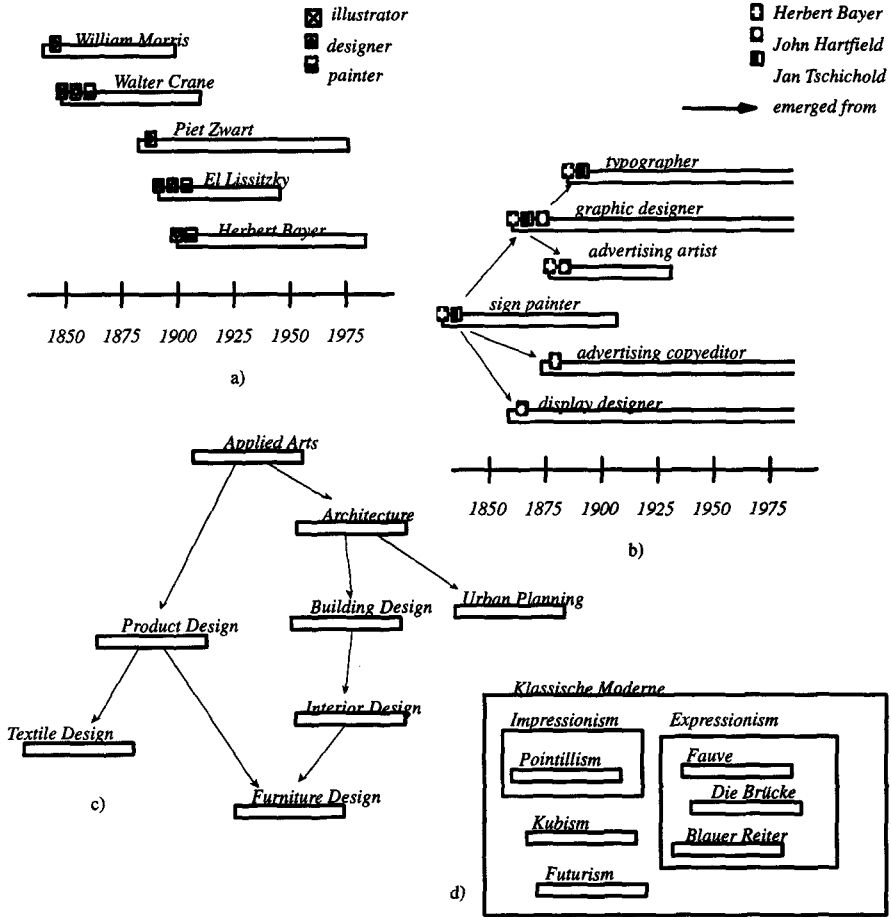 illustrator
designer
painter
William Morris
Walter Crane
Piet Zwart
El Lissitzky
Herbert Bayer
1850 1875 1900 1925 1950 1975
a)
Herbert Bayer
John Hartfield
Jan Tschichold
emerged from
typographer
graphic designer
advertising artist
sign painter
advertising copyeditor
display designer
1850 1875 1900 1925 1950 1975
b)
Applied Arts
Architecture
Urban Planning
Building Design
Product Design
Interior Design
Textile Design
Furniture Design
c)
Klassische Moderne
Impressionism
Expressionism
Pointillism
Fauve
Die Brücke
Kubism
Blauer Reiter
Futurism
d)